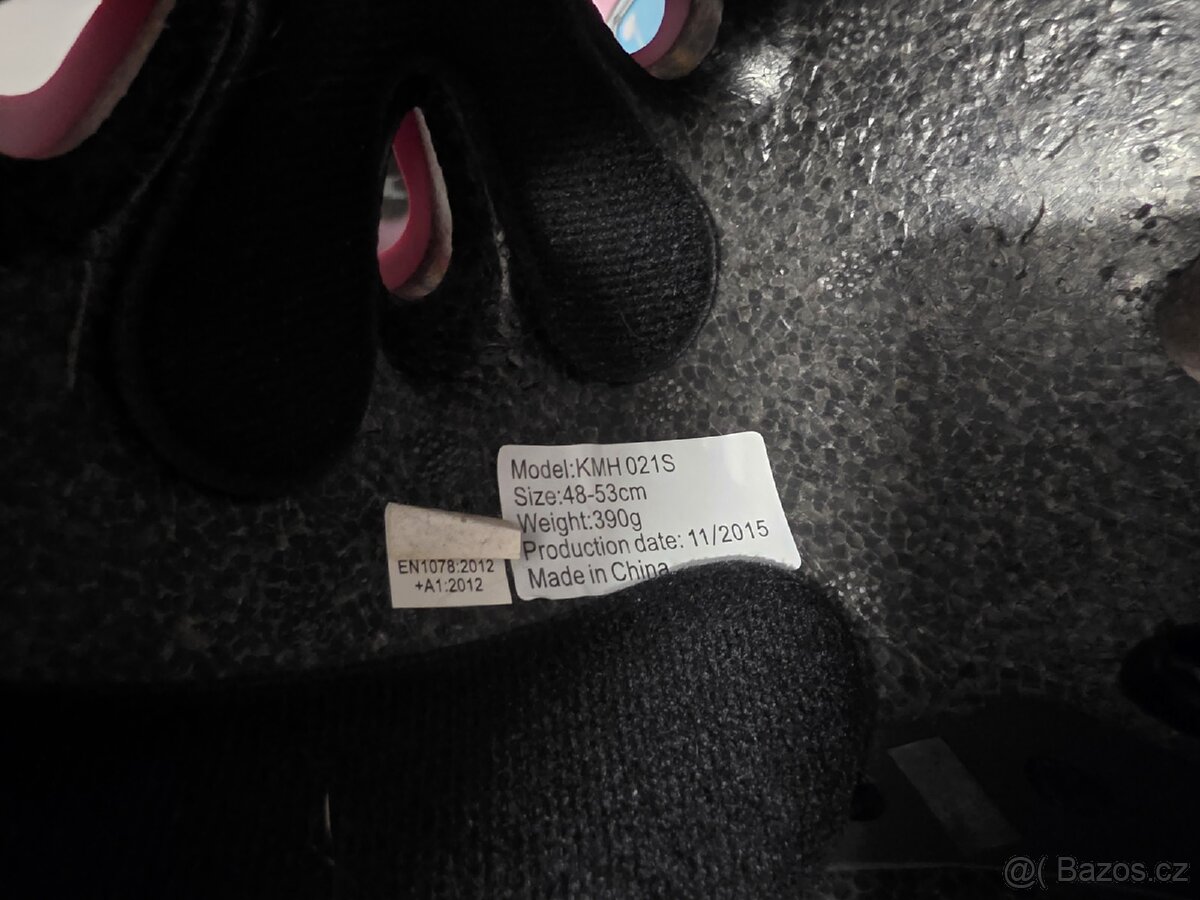 Model:KMH 021S
Size:48-53cm
Weight:390g
Production date: 11/2015
Made in China
EN1078:2012
+A1:2012
@( Bazos.cz